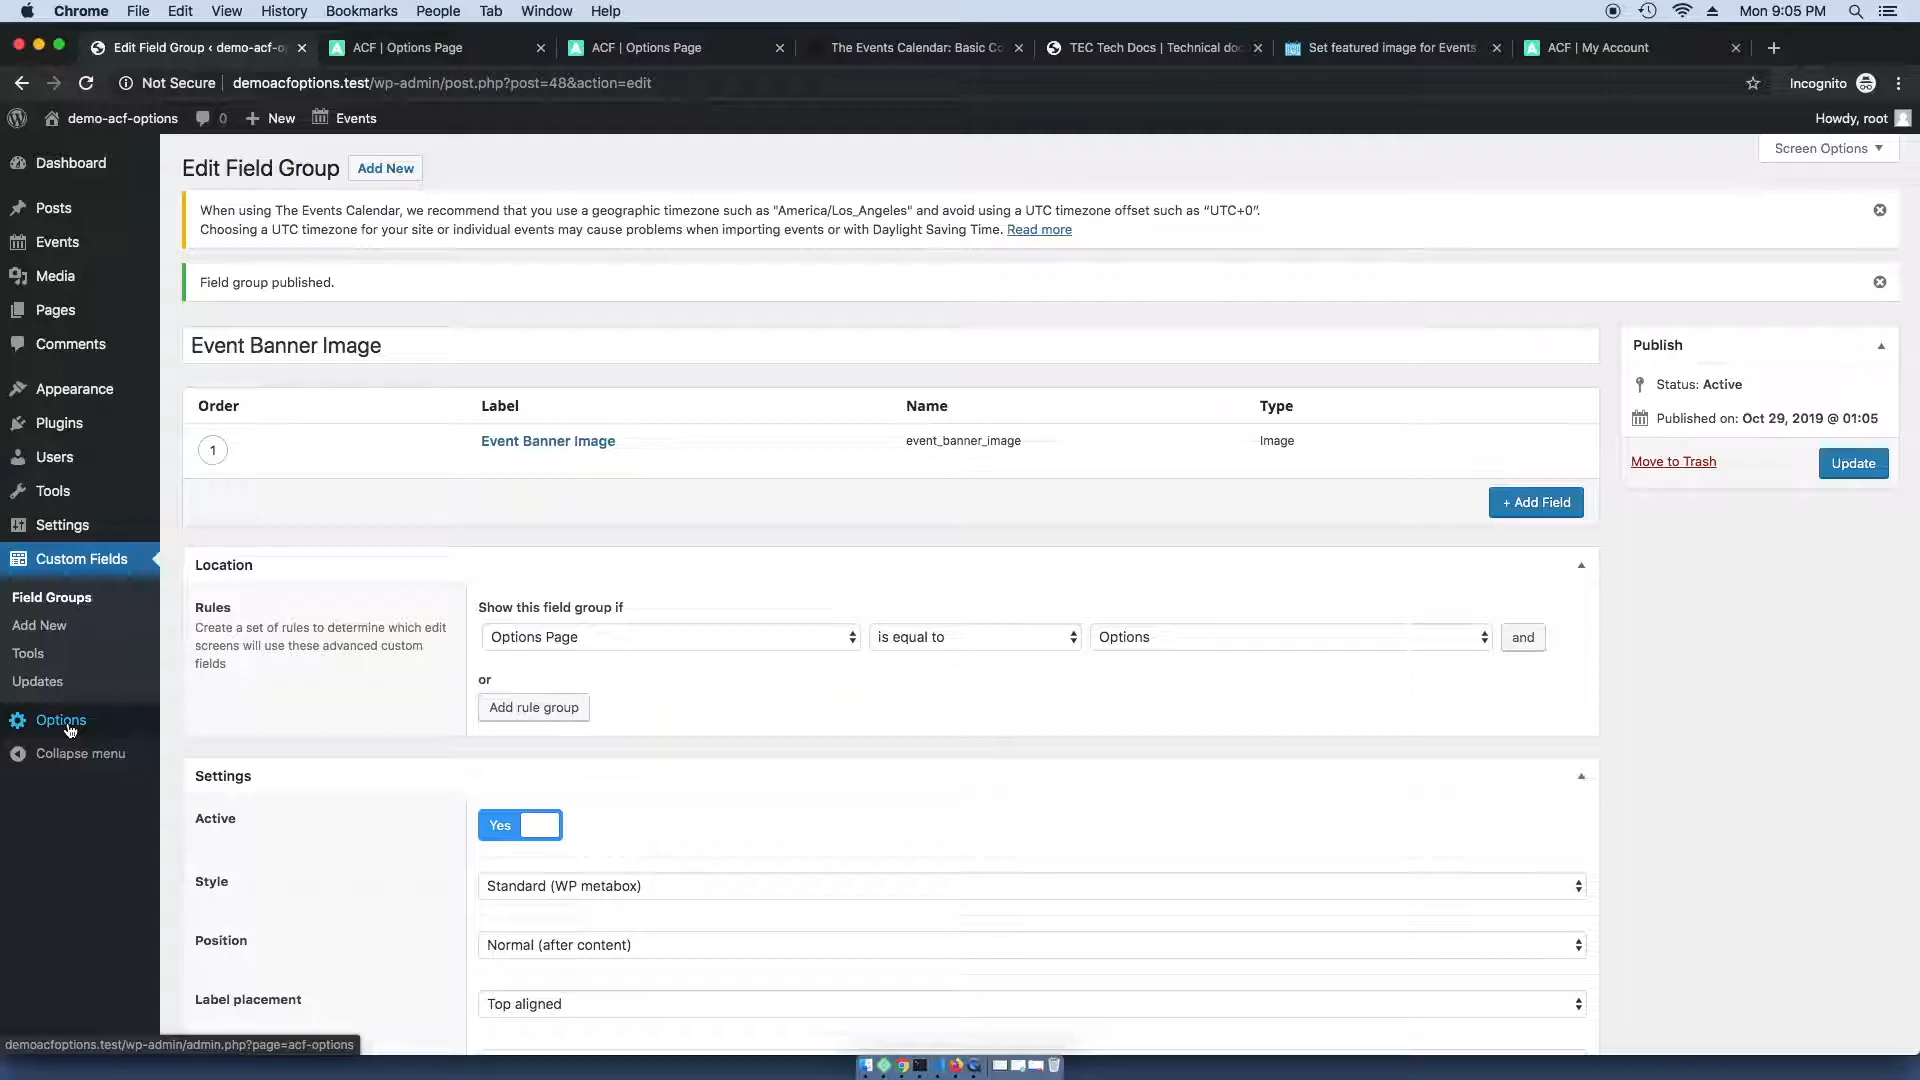 Chrome File Edit View History Bookmarks People Tab Window Help Mon 9:05 PM
Edit Field Group ‹ demo-acf-o ACF | Options Page ACF | Options Page The Events Calendar: Basic Co TEC Tech Docs | Technical doc Set featured image for Events ACF | My Account
Not Secure demoacfoptions.test/wp-admin/post.php?post=48&action=edit Incognito
demo-acf-options 0 New Events Howdy, root
Screen Options
Dashboard
Posts
Events
Media
Pages
Comments
Appearance
Plugins
Users
Tools
Settings
Custom Fields
Field Groups
Add New
Tools
Updates
Options
Collapse menu
Edit Field Group Add New
When using The Events Calendar, we recommend that you use a geographic timezone such as "America/Los_Angeles" and avoid using a UTC timezone offset such as “UTC+0”.
Choosing a UTC timezone for your site or individual events may cause problems when importing events or with Daylight Saving Time. Read more
Field group published.
Event Banner Image
Order Label Name Type
1 Event Banner Image event_banner_image Image
+ Add Field
Publish
Status: Active
Published on: Oct 29, 2019 @ 01:05
Move to Trash Update
Location
Rules
Create a set of rules to determine which edit
screens will use these advanced custom
fields
Show this field group if
Options Page is equal to Options and
or
Add rule group
Settings
Active Yes
Style Standard (WP metabox)
Position Normal (after content)
Label placement Top aligned
demoacfoptions.test/wp-admin/admin.php?page=acf-options